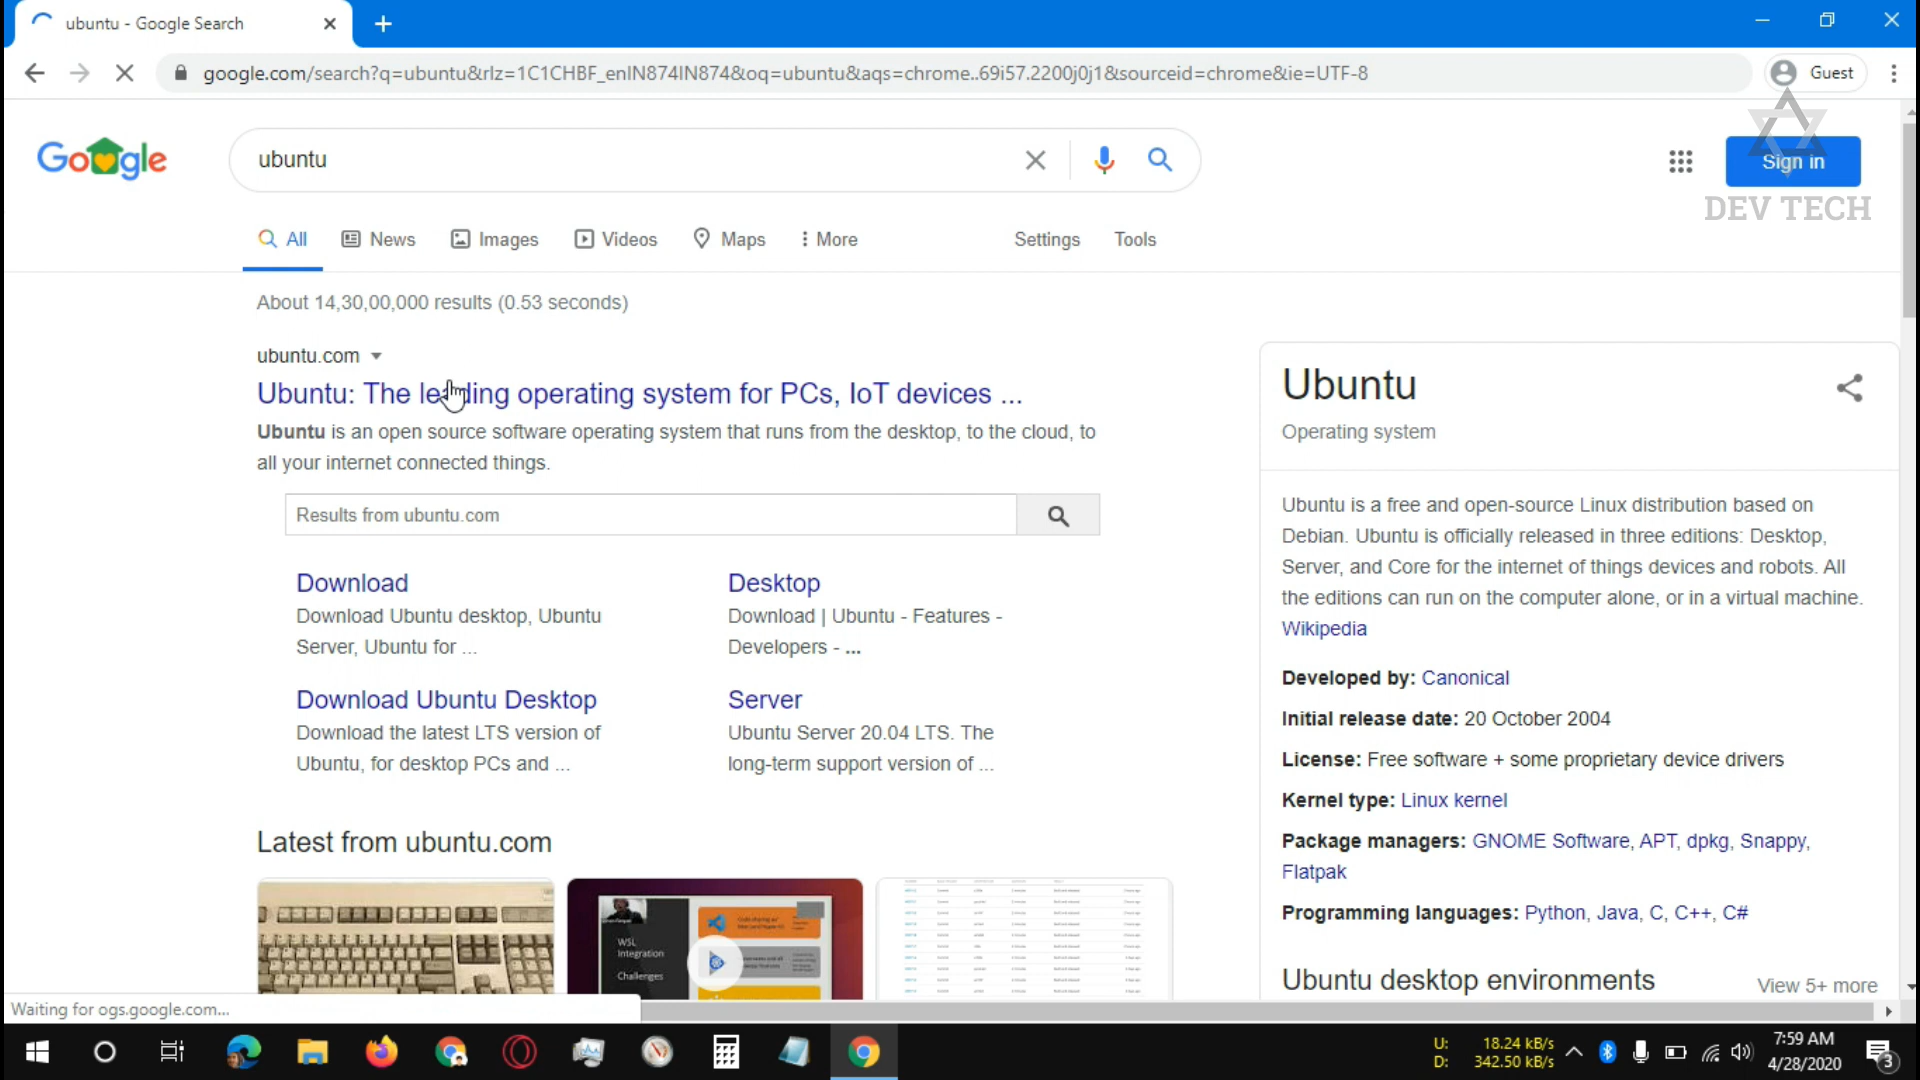 ubuntu - Google Search
google.com/search?q=ubuntu&rlz=1C1CHBF_enIN874IN874&oq=ubuntu&aqs=chrome..69i57.2200j0j1&sourceid=chrome&ie=UTF-8
Guest
Google
ubuntu
Sign in
DEV TECH
All
News
Images
Videos
Maps
More
Settings
Tools
About 14,30,00,000 results (0.53 seconds)
ubuntu.com
Ubuntu: The leading operating system for PCs, IoT devices ...
Ubuntu is an open source software operating system that runs from the desktop, to the cloud, to
all your internet connected things.
Results from ubuntu.com
Download
Download Ubuntu desktop, Ubuntu
Server, Ubuntu for ...
Desktop
Download | Ubuntu - Features -
Developers - ...
Download Ubuntu Desktop
Download the latest LTS version of
Ubuntu, for desktop PCs and ...
Server
Ubuntu Server 20.04 LTS. The
long-term support version of ...
Latest from ubuntu.com
WSL
Integration
Challenges
Ubuntu
Operating system
Ubuntu is a free and open-source Linux distribution based on
Debian. Ubuntu is officially released in three editions: Desktop,
Server, and Core for the internet of things devices and robots. All
the editions can run on the computer alone, or in a virtual machine.
Wikipedia
Developed by: Canonical
Initial release date: 20 October 2004
License: Free software + some proprietary device drivers
Kernel type: Linux kernel
Package managers: GNOME Software, APT, dpkg, Snappy,
Flatpak
Programming languages: Python, Java, C, C++, C#
Ubuntu desktop environments
View 5+ more
Waiting for ogs.google.com...
U: 18.24 kB/s
D: 342.50 kB/s
7:59 AM
4/28/2020
3